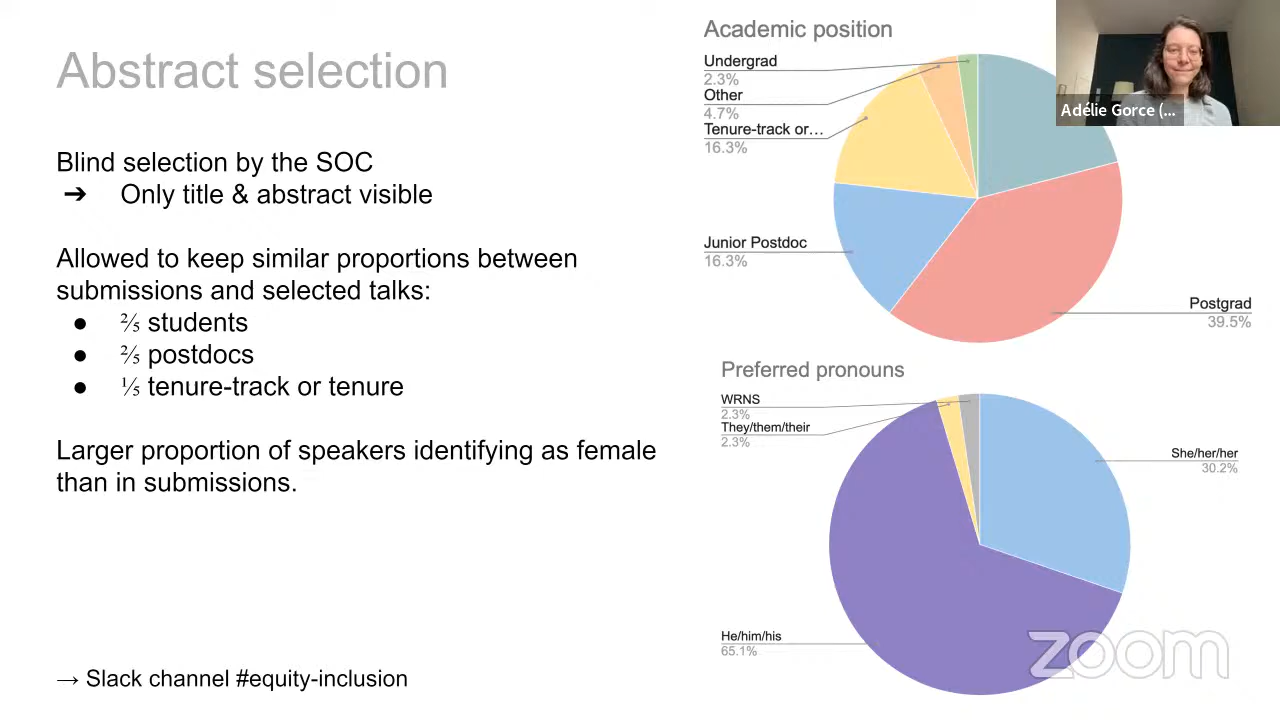 Abstract selection
Blind selection by the SOC
➔ Only title & abstract visible
Allowed to keep similar proportions between
submissions and selected talks:
● ⅖ students
● ⅖ postdocs
● ⅕ tenure-track or tenure
Larger proportion of speakers identifying as female
than in submissions.
→ Slack channel #equity-inclusion
Academic position
Undergrad
2.3%
Other
4.7%
Tenure-track or…
16.3%
Junior Postdoc
16.3%
Postgrad
39.5%
Preferred pronouns
WRNS
2.3%
They/them/their
2.3%
She/her/her
30.2%
He/him/his
65.1%
Adélie Gorce (...
zoom